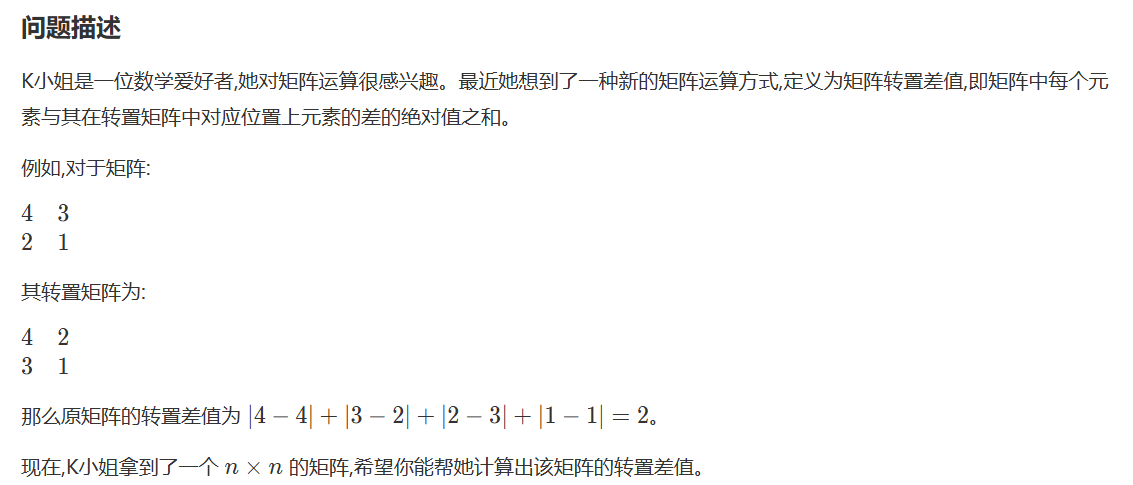 问题描述
K小姐是一位数学爱好者,她对矩阵运算很感兴趣。最近她想到了一种新的矩阵运算方式,定义为矩阵转置差值,即矩阵中每个元
素与其在转置矩阵中对应位置上元素的差的绝对值之和。
例如,对于矩阵:
4 3
2 1
其转置矩阵为:
4 2
3 1
那么原矩阵的转置差值为 |4 − 4| + |3 − 2| + |2 − 3| + |1 − 1| = 2。
现在,K小姐拿到了一个 n × n 的矩阵,希望你能帮她计算出该矩阵的转置差值。